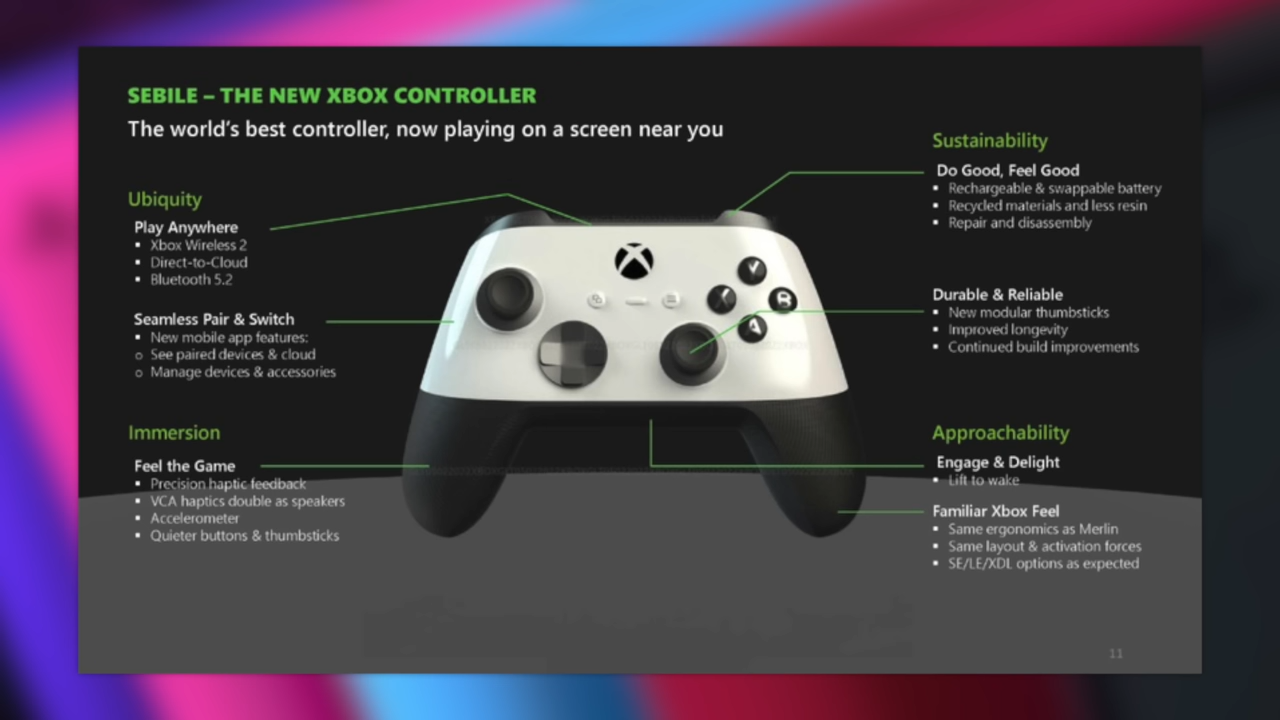 SEBILE – THE NEW XBOX CONTROLLER
The world's best controller, now playing on a screen near you
Ubiquity
Play Anywhere
▪ Xbox Wireless 2
▪ Direct-to-Cloud
▪ Bluetooth 5.2
Seamless Pair & Switch
▪ New mobile app features:
○ See paired devices & cloud
○ Manage devices & accessories
Immersion
Feel the Game
▪ Precision haptic feedback
▪ VCA haptics double as speakers
▪ Accelerometer
▪ Quieter buttons & thumbsticks
Y
X
B
A
Sustainability
Do Good, Feel Good
▪ Rechargeable & swappable battery
▪ Recycled materials and less resin
▪ Repair and disassembly
Durable & Reliable
▪ New modular thumbsticks
▪ Improved longevity
▪ Continued build improvements
Approachability
Engage & Delight
▪ Lift to wake
Familiar Xbox Feel
▪ Same ergonomics as Merlin
▪ Same layout & activation forces
▪ SE/LE/XDL options as expected
11